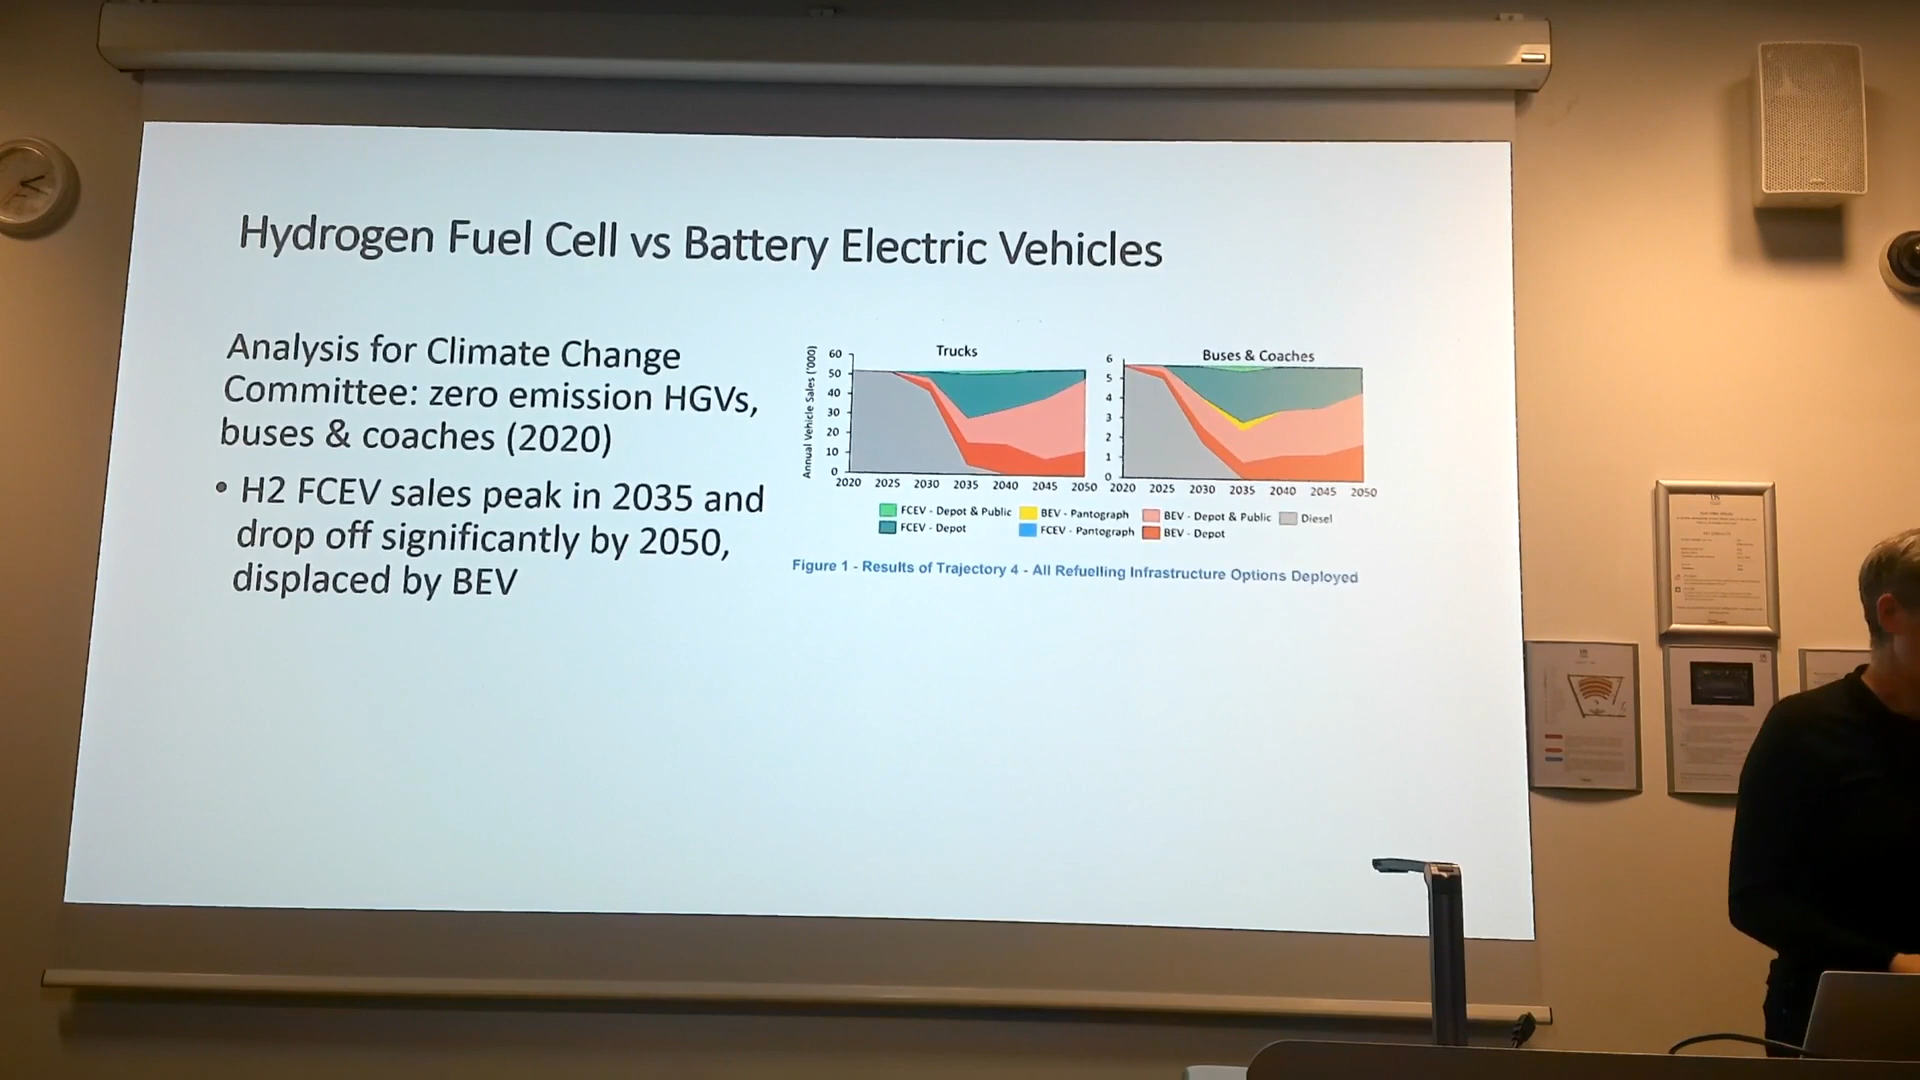 Hydrogen Fuel Cell vs Battery Electric Vehicles
Analysis for Climate Change
Committee: zero emission HGVs,
buses & coaches (2020)
• H2 FCEV sales peak in 2035 and
drop off significantly by 2050,
displaced by BEV
Annual Vehicle Sales ('000)
Trucks
60
50
40
30
20
10
0
2020 2025 2030 2035 2040 2045 2050
Buses & Coaches
6
5
4
3
2
1
0
2020 2025 2030 2035 2040 2045 2050
FCEV - Depot & Public BEV - Pantograph BEV - Depot & Public Diesel
FCEV - Depot FCEV - Pantograph BEV - Depot
Figure 1 - Results of Trajectory 4 - All Refuelling Infrastructure Options Deployed